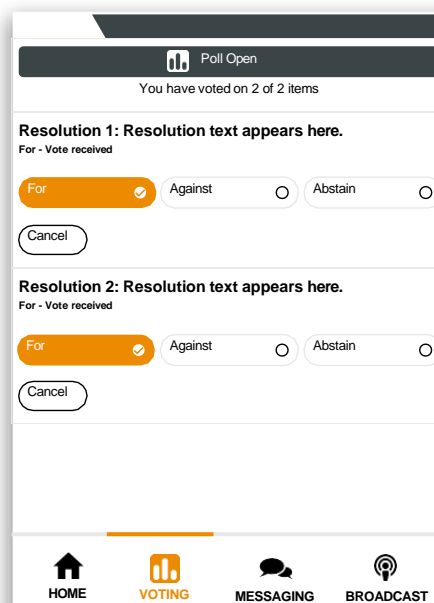 Poll Open
You have voted on 2 of 2 items
Resolution 1: Resolution text appears here.
For - Vote received
For Against Abstain
Cancel
Resolution 2: Resolution text appears here.
For - Vote received
For Against Abstain
Cancel
HOME VOTING MESSAGING BROADCAST